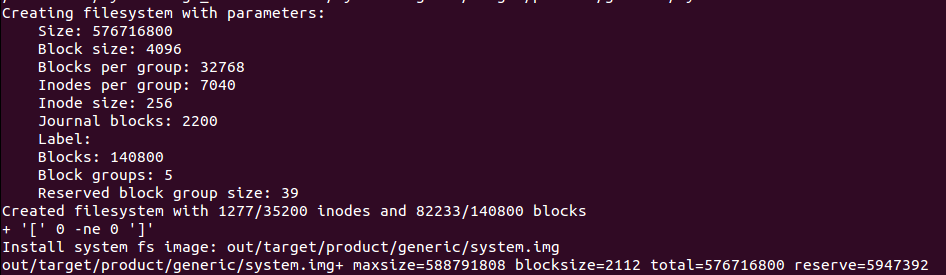 Creating filesystem with parameters:
    Size: 576716800
    Block size: 4096
    Blocks per group: 32768
    Inodes per group: 7040
    Inode size: 256
    Journal blocks: 2200
    Label:
    Blocks: 140800
    Block groups: 5
    Reserved block group size: 39
Created filesystem with 1277/35200 inodes and 82233/140800 blocks
+ '[' 0 -ne 0 ']'
Install system fs image: out/target/product/generic/system.img
out/target/product/generic/system.img+ maxsize=588791808 blocksize=2112 total=576716800 reserve=5947392